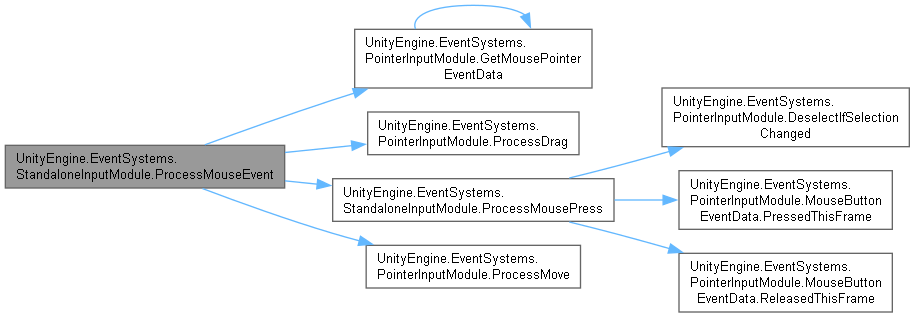 UnityEngine.EventSystems.
StandaloneInputModule.ProcessMouseEvent
UnityEngine.EventSystems.
PointerInputModule.GetMousePointer
EventData
UnityEngine.EventSystems.
PointerInputModule.ProcessDrag
UnityEngine.EventSystems.
StandaloneInputModule.ProcessMousePress
UnityEngine.EventSystems.
PointerInputModule.ProcessMove
UnityEngine.EventSystems.
PointerInputModule.DeselectIfSelection
Changed
UnityEngine.EventSystems.
PointerInputModule.MouseButton
EventData.PressedThisFrame
UnityEngine.EventSystems.
PointerInputModule.MouseButton
EventData.ReleasedThisFrame